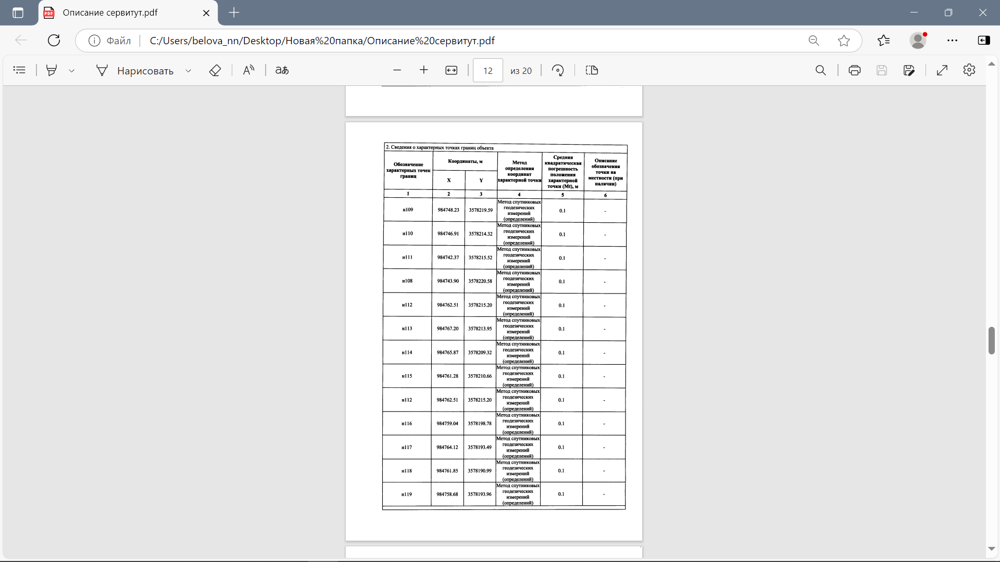 Описание сервитут.pdf
Файл
C:/Users/belova_nn/Desktop/Новая%20папка/Описание%20сервитут.pdf
Нарисовать
12 из 20
2. Сведения о характерных точках границ объекта
Обозначение характерных точек границ
Координаты, м
X
Y
Метод определения координат характерной точки
Средняя квадратическая погрешность положения характерной точки (Mt), м
Описание обозначения точки на местности (при наличии)
1 2 3 4 5 6
н109 984748.23 3578219.59 Метод спутниковых геодезических измерений (определений) 0.1 -
н110 984746.91 3578214.32 Метод спутниковых геодезических измерений (определений) 0.1 -
н111 984742.37 3578215.52 Метод спутниковых геодезических измерений (определений) 0.1 -
н108 984743.90 3578220.58 Метод спутниковых геодезических измерений (определений) 0.1 -
н112 984762.51 3578215.20 Метод спутниковых геодезических измерений (определений) 0.1 -
н113 984767.20 3578213.95 Метод спутниковых геодезических измерений (определений) 0.1 -
н114 984765.87 3578209.32 Метод спутниковых геодезических измерений (определений) 0.1 -
н115 984761.28 3578210.66 Метод спутниковых геодезических измерений (определений) 0.1 -
н112 984762.51 3578215.20 Метод спутниковых геодезических измерений (определений) 0.1 -
н116 984759.04 3578198.78 Метод спутниковых геодезических измерений (определений) 0.1 -
н117 984764.12 3578193.49 Метод спутниковых геодезических измерений (определений) 0.1 -
н118 984761.85 3578190.99 Метод спутниковых геодезических измерений (определений) 0.1 -
н119 984758.68 3578193.96 Метод спутниковых геодезических измерений (определений) 0.1 -